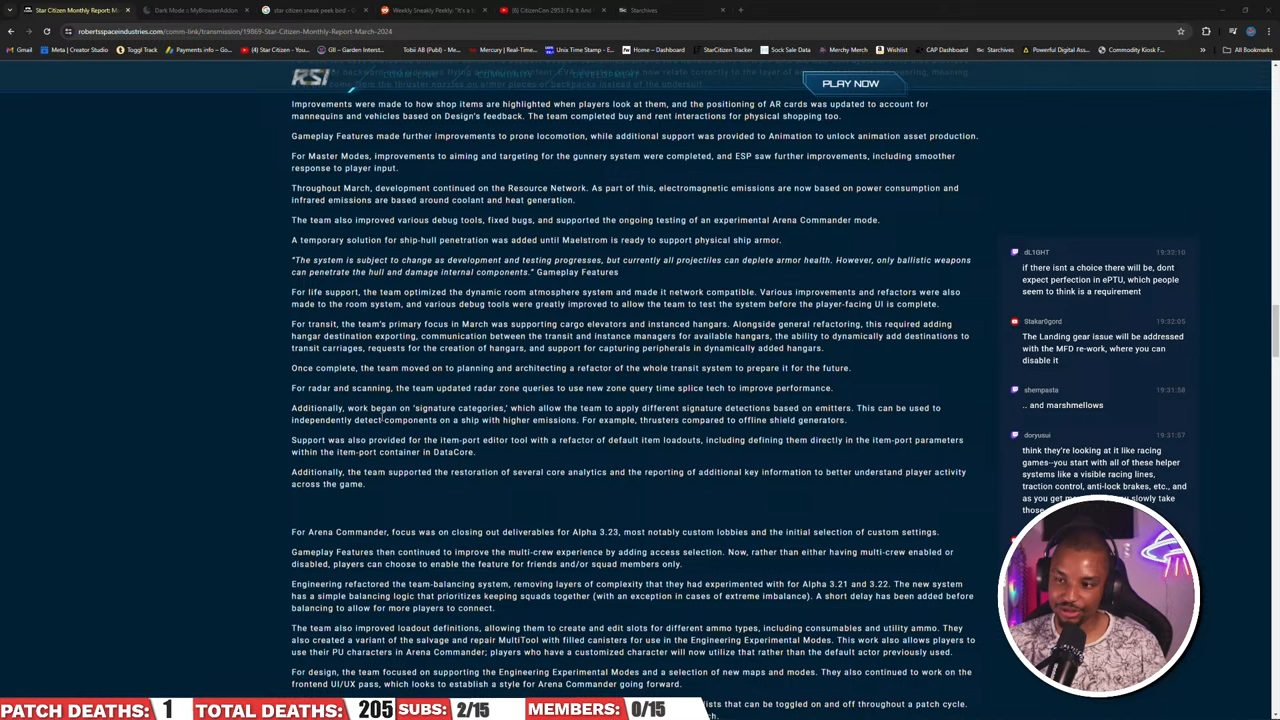 Star Citizen Monthly Report: M
Dark Mode :: MyBrowserAddon
star citizen sneak peek bird - G
Weekly Sneaky Peekly: "It's a
(6) CitizenCon 2953: Fix It And
Starchives
robertsspaceindustries.com/comm-link/transmission/19869-Star-Citizen-Monthly-Report-March-2024
Gmail
Meta | Creator Studio
Toggl Track
(4) Star Citizen - You...
GII – Garden Interi...
Tobii AB (Publ) - Me...
Mercury | Real-Time...
Unix Time Stamp - E...
Home – Dashboard
StarCitizen Tracker
Sock Sale Data
Merchy Merch
Wishlist
CAP Dashboard
Starchives
Powerful Digital Ass...
Commodity Kiosk F...
All Bookmarks
RSI
COMM-LINK
COMMUNITY
DEVELOPMENT
PLAY NOW
Improvements were made to how shop items are highlighted when players look at them, and the positioning of AR cards was updated to account for
mannequins and vehicles based on Design's feedback. The team completed buy and rent interactions for physical shopping too.
Gameplay Features made further improvements to prone locomotion, while additional support was provided to Animation to unlock animation asset production.
For Master Modes, improvements to aiming and targeting for the gunnery system were completed, and ESP saw further improvements, including smoother
response to player input.
Throughout March, development continued on the Resource Network. As part of this, electromagnetic emissions are now based on power consumption and
infrared emissions are based around coolant and heat generation.
The team also improved various debug tools, fixed bugs, and supported the ongoing testing of an experimental Arena Commander mode.
A temporary solution for ship-hull penetration was added until Maelstrom is ready to support physical ship armor.
"The system is subject to change as development and testing progresses, but currently all projectiles can deplete armor health. However, only ballistic weapons
can penetrate the hull and damage internal components." Gameplay Features
For life support, the team optimized the dynamic room atmosphere system and made it network compatible. Various improvements and refactors were also
made to the room system, and various debug tools were greatly improved to allow the team to test the system before the player-facing UI is complete.
For transit, the team's primary focus in March was supporting cargo elevators and instanced hangars. Alongside general refactoring, this required adding
hangar destination exporting, communication between the transit and instance managers for available hangars, the ability to dynamically add destinations to
transit carriages, requests for the creation of hangars, and support for capturing peripherals in dynamically added hangars.
Once complete, the team moved on to planning and architecting a refactor of the whole transit system to prepare it for the future.
For radar and scanning, the team updated radar zone queries to use new zone query time splice tech to improve performance.
Additionally, work began on 'signature categories,' which allow the team to apply different signature detections based on emitters. This can be used to
independently detect components on a ship with higher emissions. For example, thrusters compared to offline shield generators.
Support was also provided for the item-port editor tool with a refactor of default item loadouts, including defining them directly in the item-port parameters
within the item-port container in DataCore.
Additionally, the team supported the restoration of several core analytics and the reporting of additional key information to better understand player activity
across the game.
For Arena Commander, focus was on closing out deliverables for Alpha 3.23, most notably custom lobbies and the initial selection of custom settings.
Gameplay Features then continued to improve the multi-crew experience by adding access selection. Now, rather than either having multi-crew enabled or
disabled, players can choose to enable the feature for friends and/or squad members only.
Engineering refactored the team-balancing system, removing layers of complexity that they had experimented with for Alpha 3.21 and 3.22. The new system
has a simple balancing logic that prioritizes keeping squads together (with an exception in cases of extreme imbalance). A short delay has been added before
balancing to allow for more players to connect.
The team also improved loadout definitions, allowing them to create and edit slots for different ammo types, including consumables and utility ammo. They
also created a variant of the salvage and repair MultiTool with filled canisters for use in the Engineering Experimental Modes. This work also allows players to
use their PU characters in Arena Commander; players who have a customized character will now utilize that rather than the default actor previously used.
For design, the team focused on supporting the Engineering Experimental Modes and a selection of new maps and modes. They also continued to work on the
frontend UI/UX pass, which looks to establish a style for Arena Commander going forward.
lists that can be toggled on and off throughout a patch cycle.
dL1GHT 19:32:10
if there isnt a choice there will be, dont
expect perfection in ePTU, which people
seem to think is a requirement
Stakar0gord 19:32:05
The Landing gear issue will be addressed
with the MFD re-work, where you can
disable it
shempasta 19:31:58
.. and marshmellows
doryusui 19:31:57
think they're looking at it like racing
games--you start with all of these helper
systems like a visible racing lines,
traction control, anti-lock brakes, etc., and
as you get
slowly take
those
PATCH DEATHS: 1
TOTAL DEATHS: 205
SUBS: 2/15
MEMBERS: 0/15